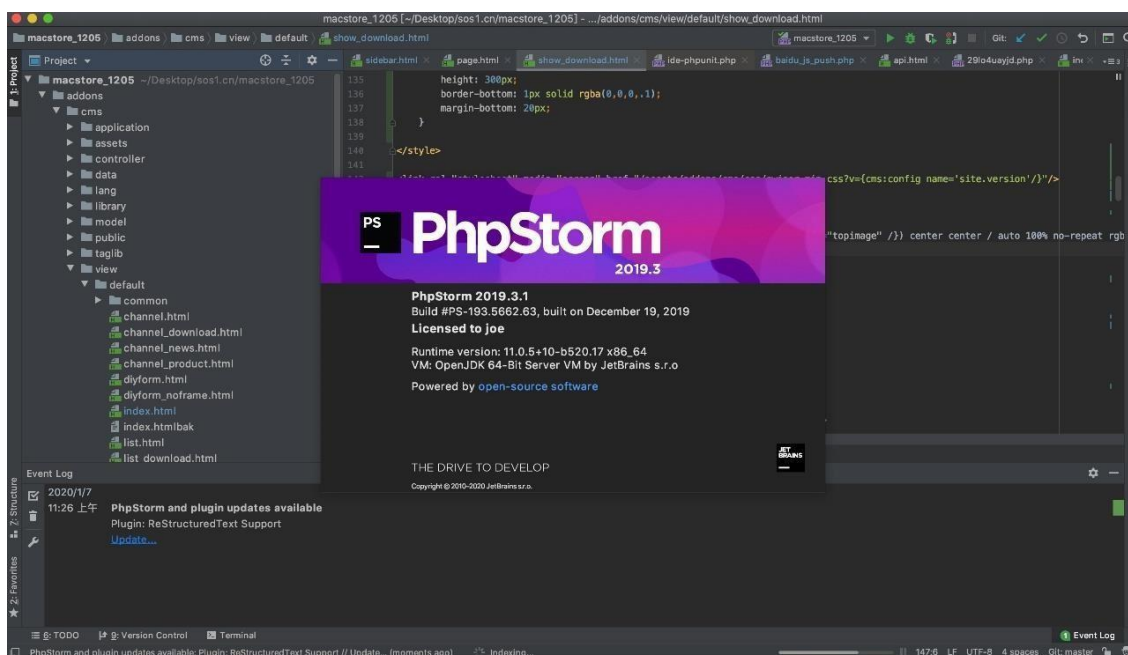 macstore_1205 [~/Desktop/sos1.cn/macstore_1205] - .../addons/cms/view/default/show_download.html
macstore_1205 addons cms view default show_download.html
macstore_1205 Git:
1: Project
Project
sidebar.html page.html show_download.html ide-phpunit.php baidu_js_push.php api.html 29lo4uayjd.php
macstore_1205 ~/Desktop/sos1.cn/macstore_1205
addons
cms
application
assets
controller
data
lang
library
model
public
taglib
view
default
common
channel.html
channel_download.html
channel_news.html
channel_product.html
diyform.html
diyform_noframe.html
index.html
index.htmlbak
list.html
list_download.html
135 height: 300px;
136 border-bottom: 1px solid rgba(0,0,0,.1);
137 margin-bottom: 20px;
138 }
139
140 </style>
141
css?v={cms:config name='site.version'/}"/>
"topimage" /}) center center / auto 100% no-repeat rgb
PS
PhpStorm
2019.3
PhpStorm 2019.3.1
Build #PS-193.5662.63, built on December 19, 2019
Licensed to joe
Runtime version: 11.0.5+10-b520.17 x86_64
VM: OpenJDK 64-Bit Server VM by JetBrains s.r.o
Powered by open-source software
THE DRIVE TO DEVELOP
Copyright © 2010-2020 JetBrains s.r.o.
JET
BRAINS
Event Log
2020/1/7
11:26 上午 PhpStorm and plugin updates available
Plugin: ReStructuredText Support
Update...
Z: Structure
2: Favorites
6: TODO 9: Version Control Terminal
1 Event Log
PhpStorm and plugin updates available: Plugin: ReStructuredText Support // Update... (moments ago) Indexing... 147:6 LF UTF-8 4 spaces Git: master